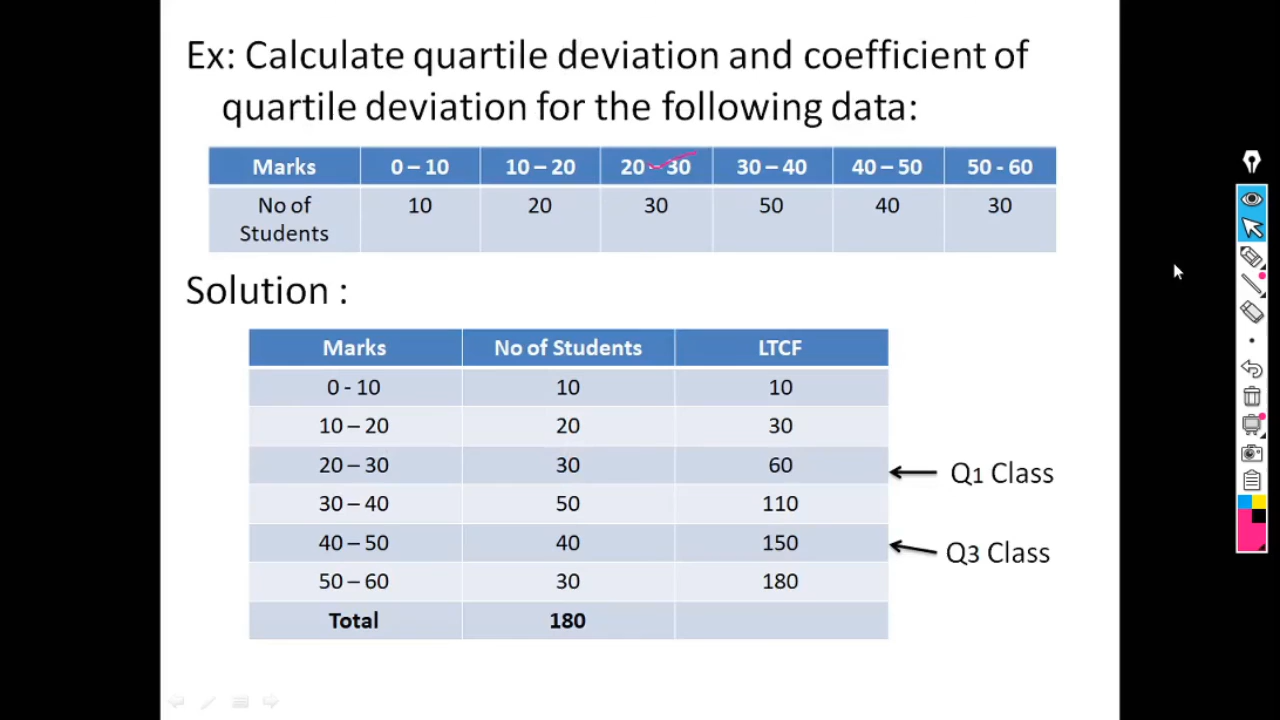 Ex: Calculate quartile deviation and coefficient of
quartile deviation for the following data:
Marks 0 – 10 10 – 20 20 – 30 30 – 40 40 – 50 50 - 60
No of 10 20 30 50 40 30
Students
Solution :
Marks No of Students LTCF
0 - 10 10 10
10 – 20 20 30
20 – 30 30 60
Q1 Class
30 – 40 50 110
40 – 50 40 150
Q3 Class
50 – 60 30 180
Total 180